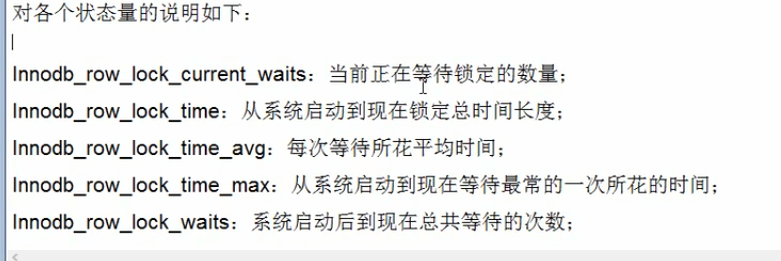 对各个状态量的说明如下：
Innodb_row_lock_current_waits：当前正在等待锁定的数量；
Innodb_row_lock_time：从系统启动到现在锁定总时间长度；
Innodb_row_lock_time_avg：每次等待所花平均时间；
Innodb_row_lock_time_max：从系统启动到现在等待最常的一次所花的时间；
Innodb_row_lock_waits：系统启动后到现在总共等待的次数；